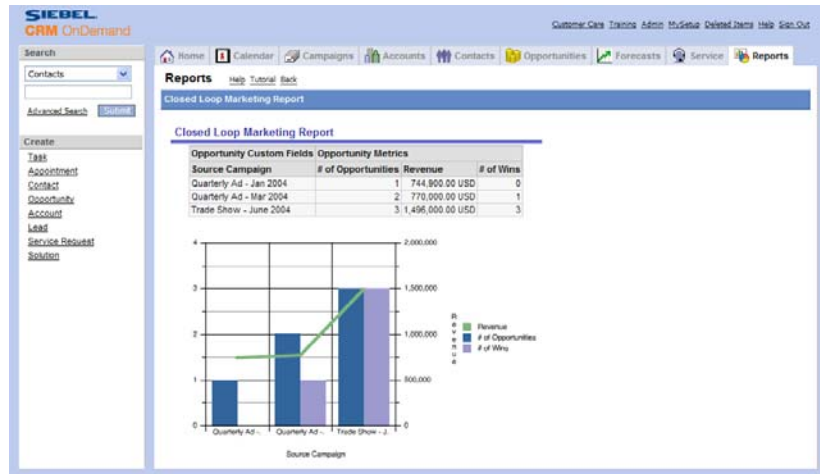 SIEBEL.
CRM OnDemand
Customer Care Training Admin MySetup Deleted Items Help Sign Out
Search
Contacts
Advanced Search Submit
Create
Task
Appointment
Contact
Opportunity
Account
Lead
Service Request
Solution
Home Calendar Campaigns Accounts Contacts Opportunities Forecasts Service Reports
Reports Help Tutorial Back
Closed Loop Marketing Report
Closed Loop Marketing Report
Opportunity Custom Fields Opportunity Metrics
Source Campaign # of Opportunities Revenue # of Wins
Quarterly Ad - Jan 2004 1 744,900.00 USD 0
Quarterly Ad - Mar 2004 2 770,000.00 USD 1
Trade Show - June 2004 3 1,496,000.00 USD 3
4 2,000,000
3 1,500,000
2 1,000,000
1 500,000
0 0
Quarterly Ad -.. Quarterly Ad -.. Trade Show - J..
Source Campaign
Revenue
Revenue
# of Opportunities
# of Wins